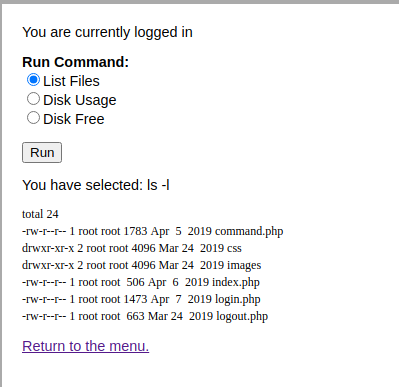 You are currently logged in
Run Command:
List Files
Disk Usage
Disk Free
Run
You have selected: ls -l
total 24
-rw-r--r-- 1 root root 1783 Apr  5  2019 command.php
drwxr-xr-x 2 root root 4096 Mar 24  2019 css
drwxr-xr-x 2 root root 4096 Mar 24  2019 images
-rw-r--r-- 1 root root  506 Apr  6  2019 index.php
-rw-r--r-- 1 root root 1473 Apr  7  2019 login.php
-rw-r--r-- 1 root root  663 Mar 24  2019 logout.php
Return to the menu.